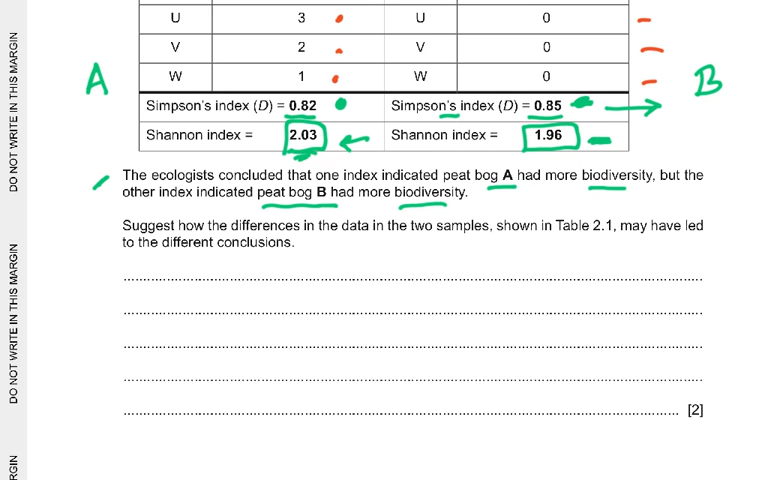 U 3 U 0
V 2 V 0
W 1 W 0
A B
Simpson's index (D) = 0.82 Simpson's index (D) = 0.85
Shannon index = 2.03 Shannon index = 1.96
The ecologists concluded that one index indicated peat bog A had more biodiversity, but the
other index indicated peat bog B had more biodiversity.
Suggest how the differences in the data in the two samples, shown in Table 2.1, may have led
to the different conclusions.
[2]
DO NOT WRITE IN THIS MARGIN
DO NOT WRITE IN THIS MARGIN
RGIN